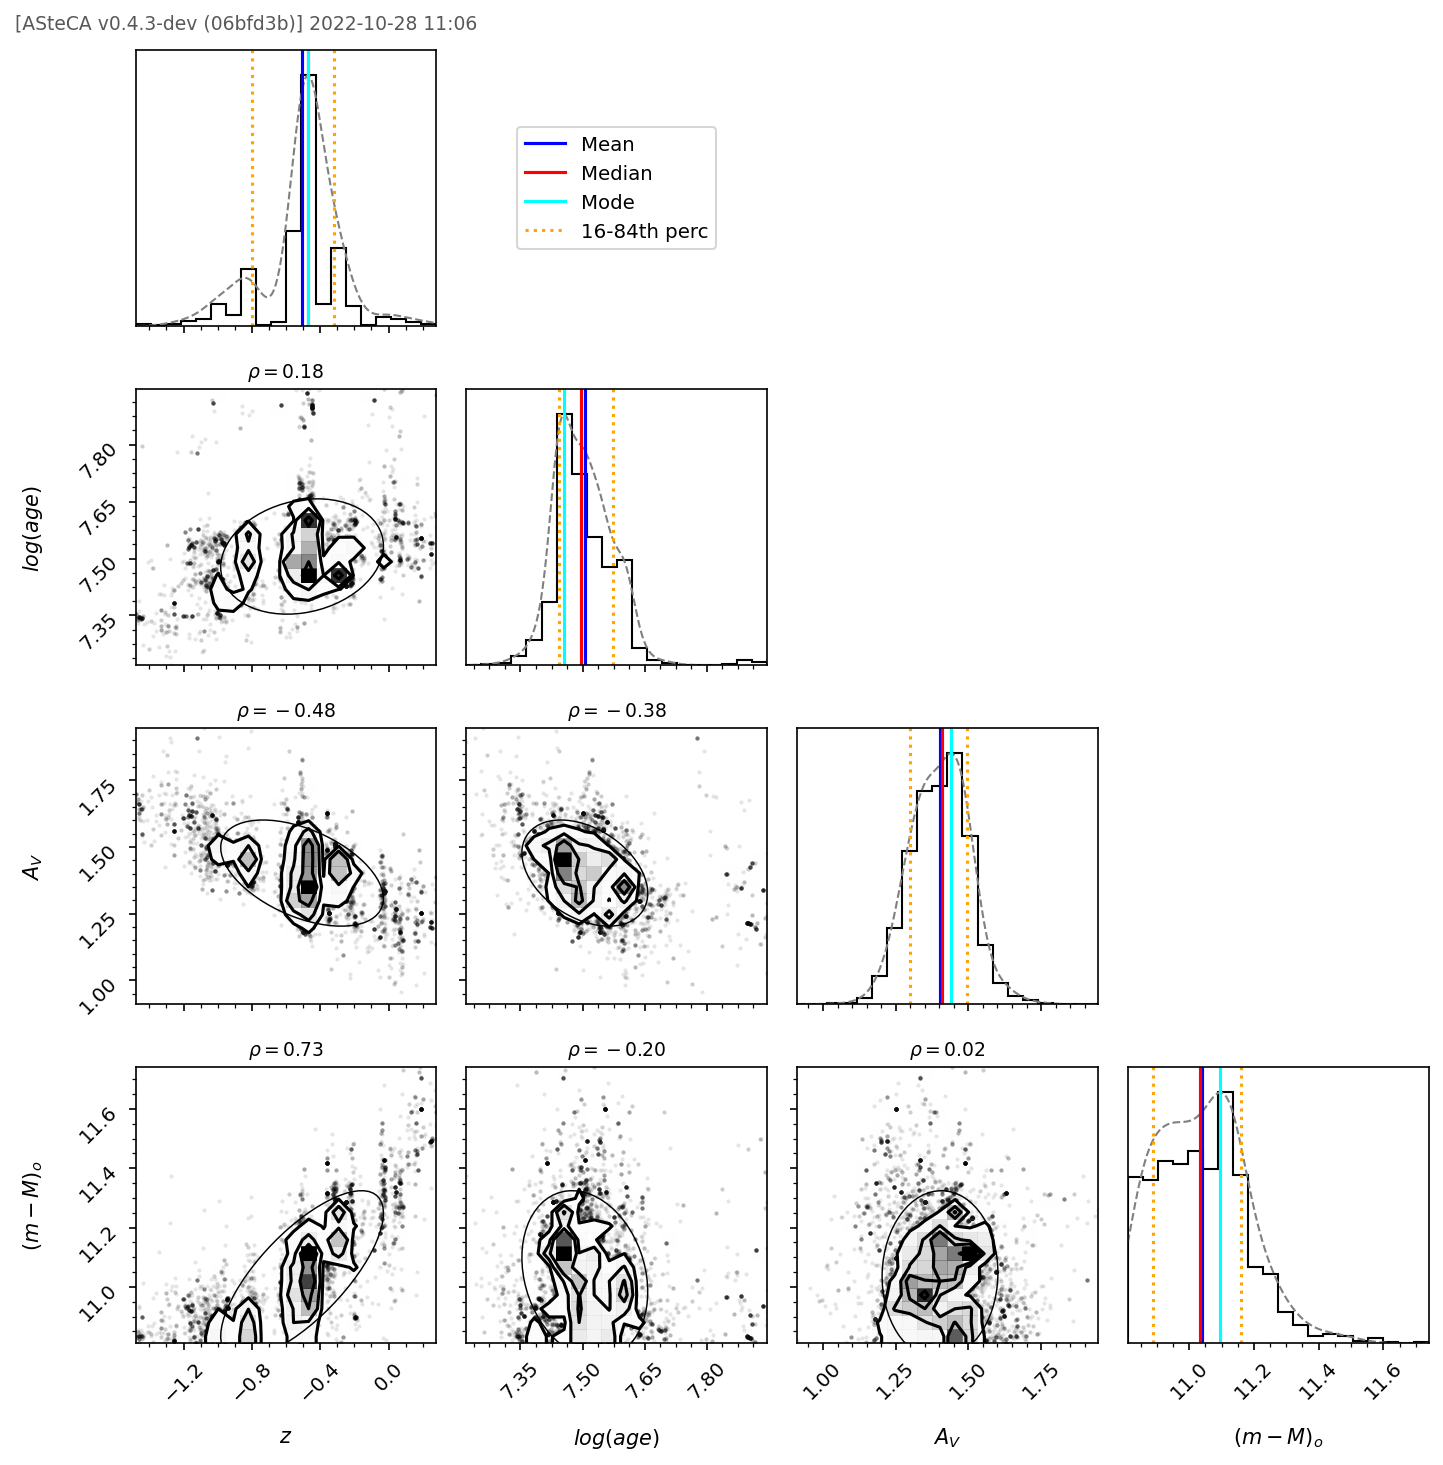 [ASteCA v0.4.3-dev (06bfd3b)] 2022-10-28 11:06
Mean
Median
Mode
16-84th perc
ρ = 0.18
7.80
7.65
7.50
7.35
log(age)
ρ = −0.48
ρ = −0.38
1.75
1.50
1.25
1.00
A_V
ρ = 0.73
ρ = −0.20
ρ = 0.02
11.6
11.4
11.2
11.0
(m − M)_o
−1.2 −0.8 −0.4 0.0
7.35 7.50 7.65 7.80
1.00 1.25 1.50 1.75
11.0 11.2 11.4 11.6
z
log(age)
A_V
(m − M)_o